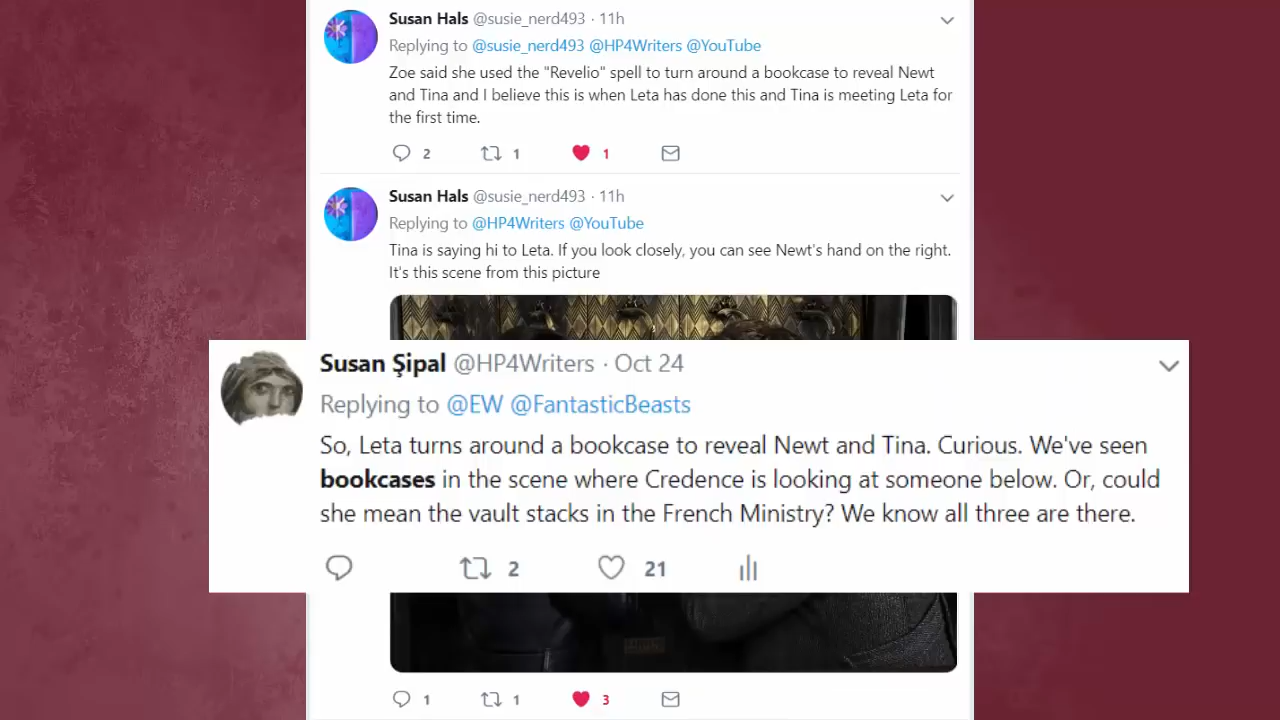 Susan Hals @susie_nerd493 · 11h
Replying to @susie_nerd493 @HP4Writers @YouTube
Zoe said she used the "Revelio" spell to turn around a bookcase to reveal Newt
and Tina and I believe this is when Leta has done this and Tina is meeting Leta for
the first time.
2 1 1
Susan Hals @susie_nerd493 · 11h
Replying to @HP4Writers @YouTube
Tina is saying hi to Leta. If you look closely, you can see Newt's hand on the right.
It's this scene from this picture
Susan Şipal @HP4Writers · Oct 24
Replying to @EW @FantasticBeasts
So, Leta turns around a bookcase to reveal Newt and Tina. Curious. We've seen
bookcases in the scene where Credence is looking at someone below. Or, could
she mean the vault stacks in the French Ministry? We know all three are there.
2 21
1 1 3